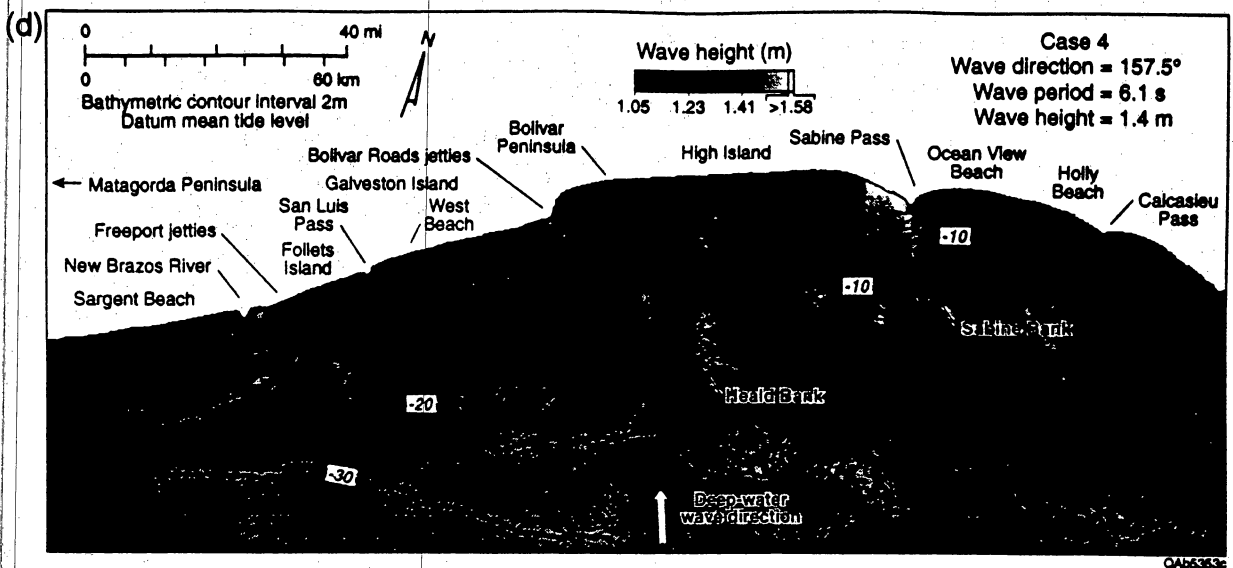 (d)
0 40 mi
0 60 km
Bathymetric contour interval 2m
Datum mean tide level
N
Wave height (m)
1.05 1.23 1.41 >1.58
Case 4
Wave direction = 157.5°
Wave period = 6.1 s
Wave height = 1.4 m
Matagorda Peninsula
Sargent Beach
New Brazos River
Freeport jetties
Follets
Island
San Luis
Pass
Galveston Island
West
Beach
Bolivar Roads jetties
Bolivar
Peninsula
High Island
Sabine Pass
Ocean View
Beach
Holly
Beach
Calcasieu
Pass
-10
-10
Sabine Bank
Heald Bank
-20
-30
Deep-water
wave direction
QAb5353c